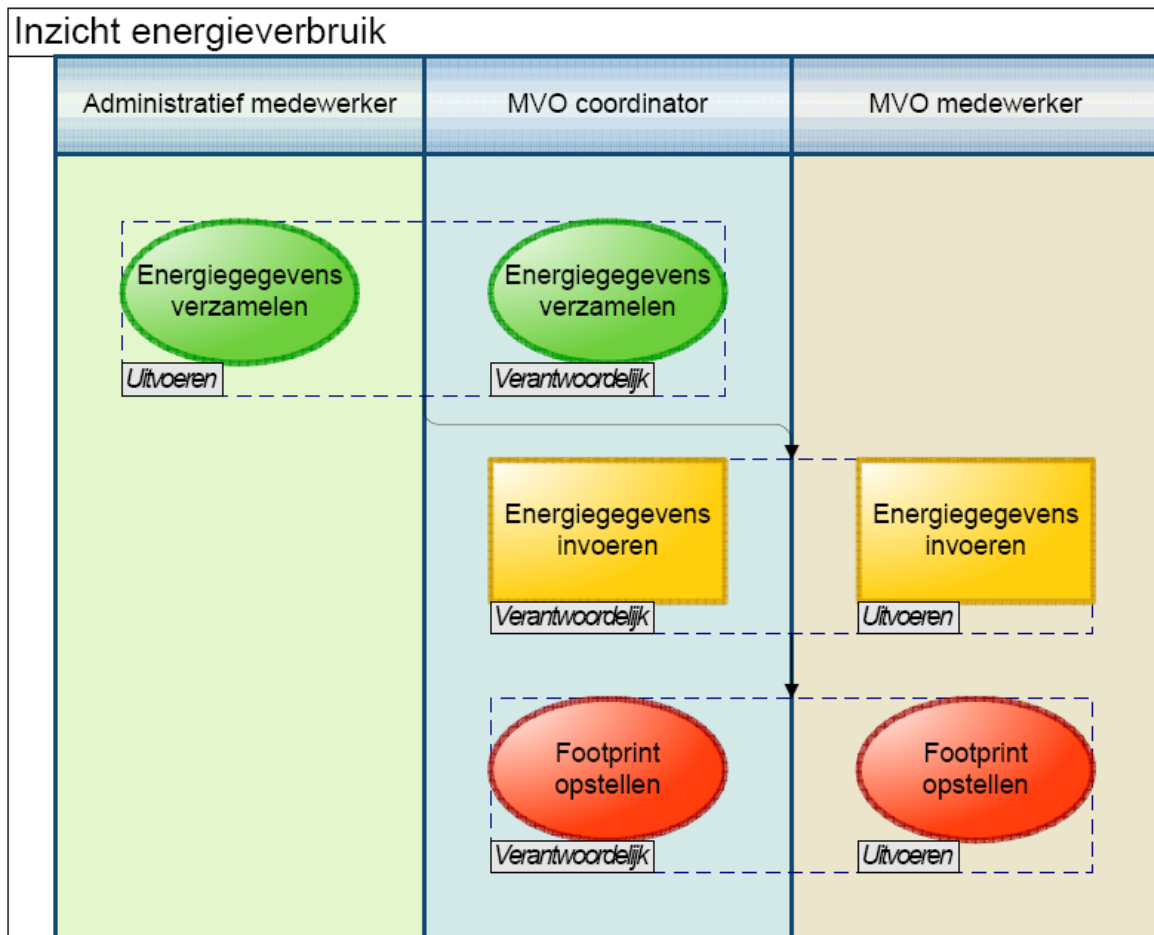 Inzicht energieverbruik
Administratief medewerker
MVO coordinator
MVO medewerker
Energiegegevens
verzamelen
Uitvoeren
Energiegegevens
verzamelen
Verantwoordelijk
Energiegegevens
invoeren
Verantwoordelijk
Energiegegevens
invoeren
Uitvoeren
Footprint
opstellen
Verantwoordelijk
Footprint
opstellen
Uitvoeren